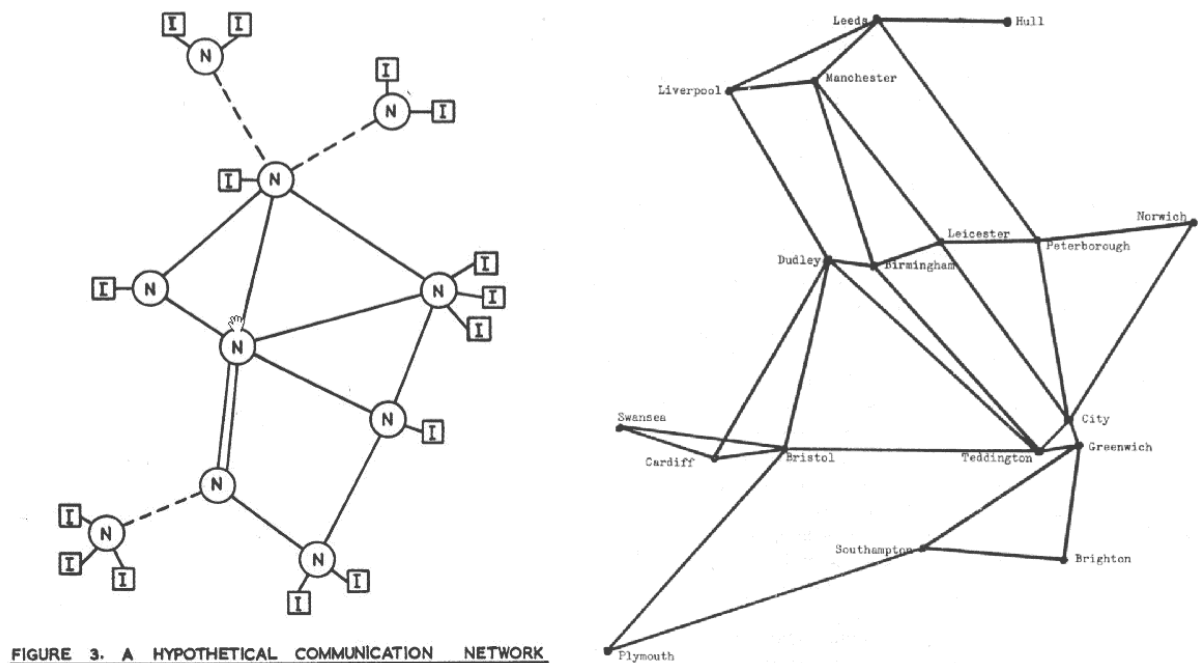 I I
N
I
N I
I N
I
I N N I
I
N
N I
N
I N
I I
N
I I
FIGURE 3. A HYPOTHETICAL COMMUNICATION NETWORK
Leeds Hull
Manchester
Liverpool
Norwich
Leicester
Peterborough
Dudley Birmingham
Swansea City
Cardiff Bristol Teddington Greenwich
Southampton Brighton
Plymouth